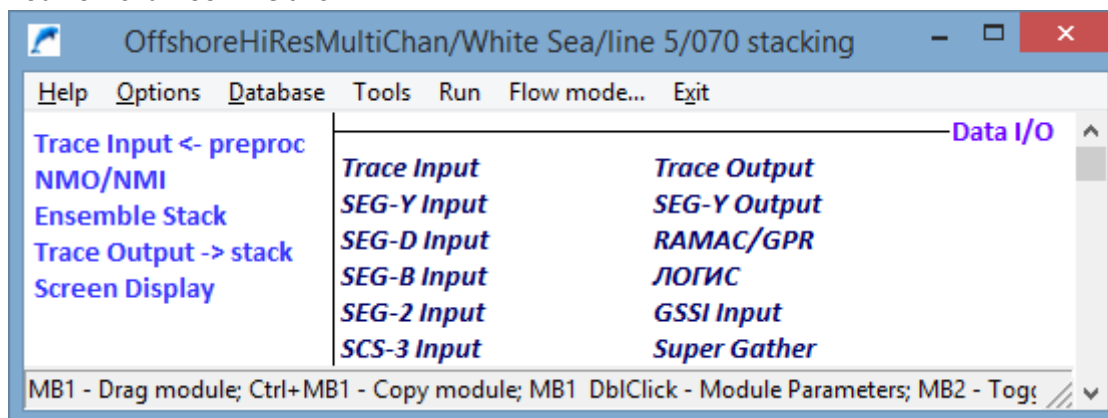 OffshoreHiResMultiChan/White Sea/line 5/070 stacking
Help Options Database Tools Run Flow mode... Exit
Trace Input <- preproc
NMO/NMI
Ensemble Stack
Trace Output -> stack
Screen Display
Data I/O
Trace Input Trace Output
SEG-Y Input SEG-Y Output
SEG-D Input RAMAC/GPR
SEG-B Input ЛОГИС
SEG-2 Input GSSI Input
SCS-3 Input Super Gather
MB1 - Drag module; Ctrl+MB1 - Copy module; MB1 DblClick - Module Parameters; MB2 -